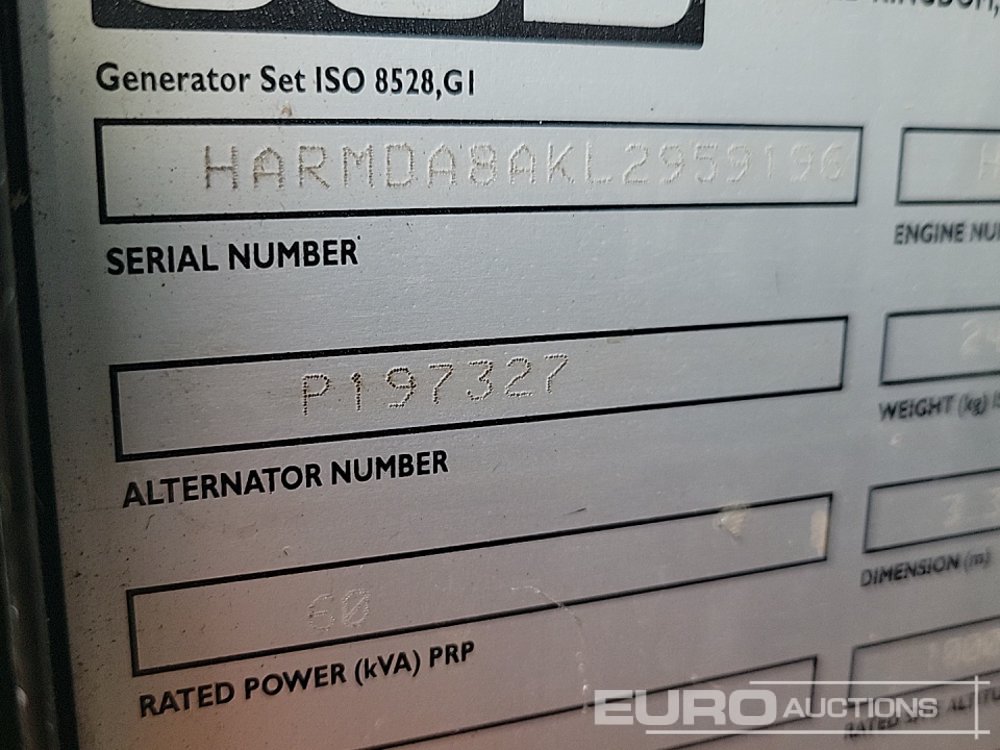 Generator Set ISO 8528,G1
HARMDA8AKL2959196
SERIAL NUMBER
ENGINE
P197327
ALTERNATOR NUMBER
WEIGHT (kg)
DIMENSION (m)
60
RATED POWER (kVA) PRP
EURO AUCTIONS